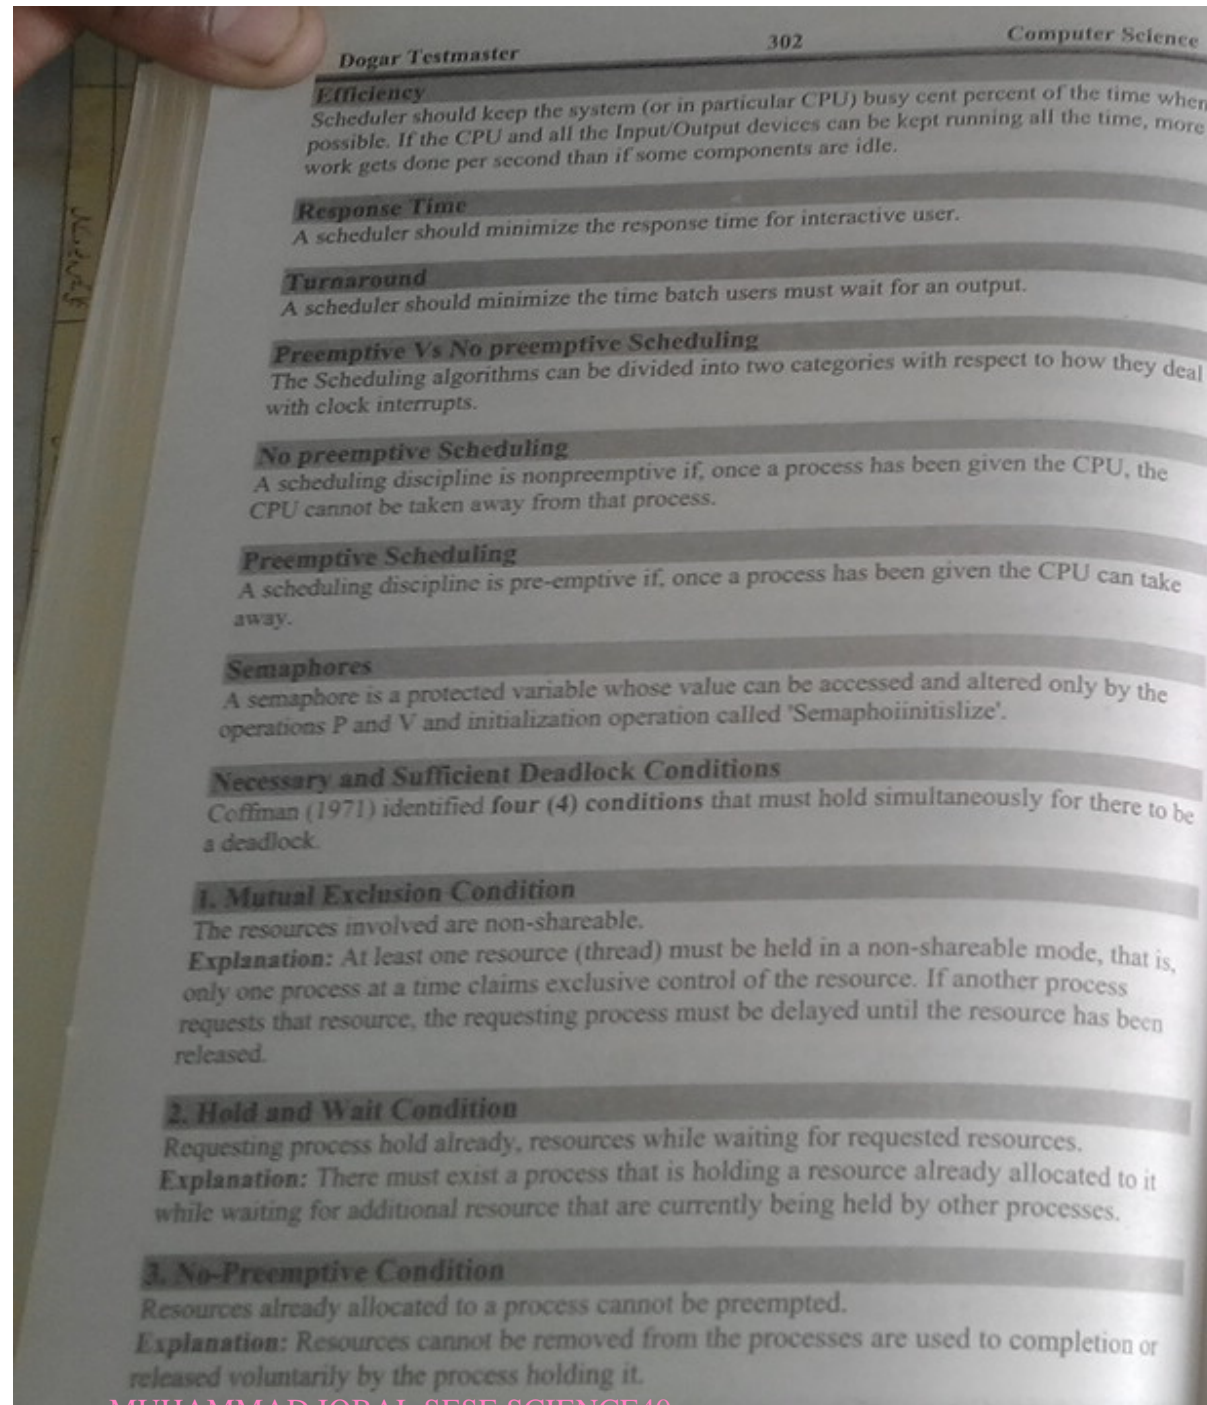 Dogar Testmaster 302 Computer Science
Efficiency
Scheduler should keep the system (or in particular CPU) busy cent percent of the time when
possible. If the CPU and all the Input/Output devices can be kept running all the time, more
work gets done per second than if some components are idle.
Response Time
A scheduler should minimize the response time for interactive user.
Turnaround
A scheduler should minimize the time batch users must wait for an output.
Preemptive Vs No preemptive Scheduling
The Scheduling algorithms can be divided into two categories with respect to how they deal
with clock interrupts.
No preemptive Scheduling
A scheduling discipline is nonpreemptive if, once a process has been given the CPU, the
CPU cannot be taken away from that process.
Preemptive Scheduling
A scheduling discipline is pre-emptive if, once a process has been given the CPU can take
away.
Semaphores
A semaphore is a protected variable whose value can be accessed and altered only by the
operations P and V and initialization operation called 'Semaphoiinitislize'.
Necessary and Sufficient Deadlock Conditions
Coffman (1971) identified four (4) conditions that must hold simultaneously for there to be
a deadlock.
1. Mutual Exclusion Condition
The resources involved are non-shareable.
Explanation: At least one resource (thread) must be held in a non-shareable mode, that is,
only one process at a time claims exclusive control of the resource. If another process
requests that resource, the requesting process must be delayed until the resource has been
released.
2. Hold and Wait Condition
Requesting process hold already, resources while waiting for requested resources.
Explanation: There must exist a process that is holding a resource already allocated to it
while waiting for additional resource that are currently being held by other processes.
3. No-Preemptive Condition
Resources already allocated to a process cannot be preempted.
Explanation: Resources cannot be removed from the processes are used to completion or
released voluntarily by the process holding it.
MUHAMMAD IQBAL SESE SCIENCE40